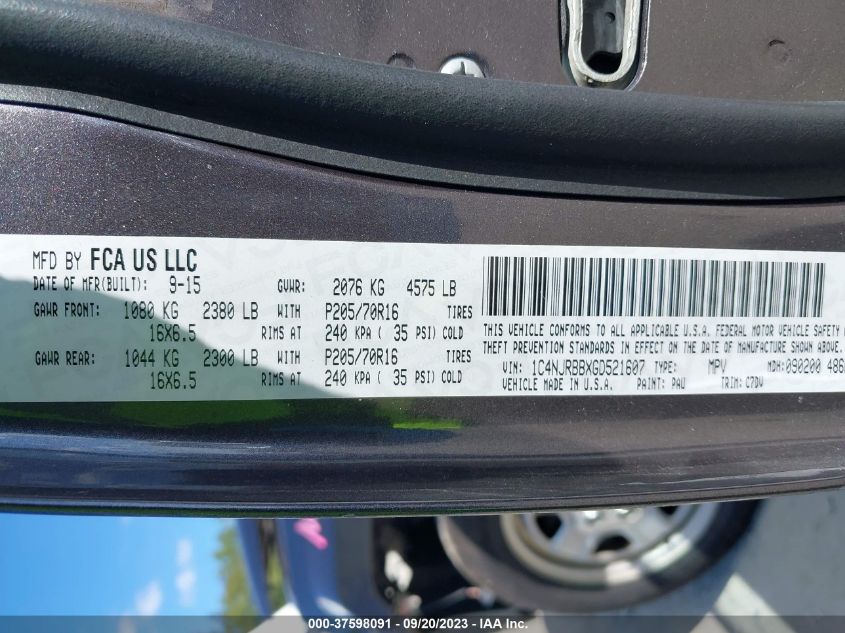 MFD BY FCA US LLC
DATE OF MFR(BUILT): 9-15 GVWR: 2076 KG 4575 LB
GAWR FRONT: 1080 KG 2380 LB WITH P205/70R16 TIRES
16X6.5 RIMS AT 240 KPA ( 35 PSI) COLD
GAWR REAR: 1044 KG 2300 LB WITH P205/70R16 TIRES
16X6.5 RIMS AT 240 KPA ( 35 PSI) COLD
THIS VEHICLE CONFORMS TO ALL APPLICABLE U.S.A. FEDERAL MOTOR VEHICLE SAFETY
THEFT PREVENTION STANDARDS IN EFFECT ON THE DATE OF MANUFACTURE SHOWN ABOVE.
VIN: 1C4NJRBBXGD521607 TYPE: MPV MDH: 090200 486
VEHICLE MADE IN U.S.A. PAINT: PAU TRIM: C7DV
000-37598091 - 09/20/2023 - IAA Inc.